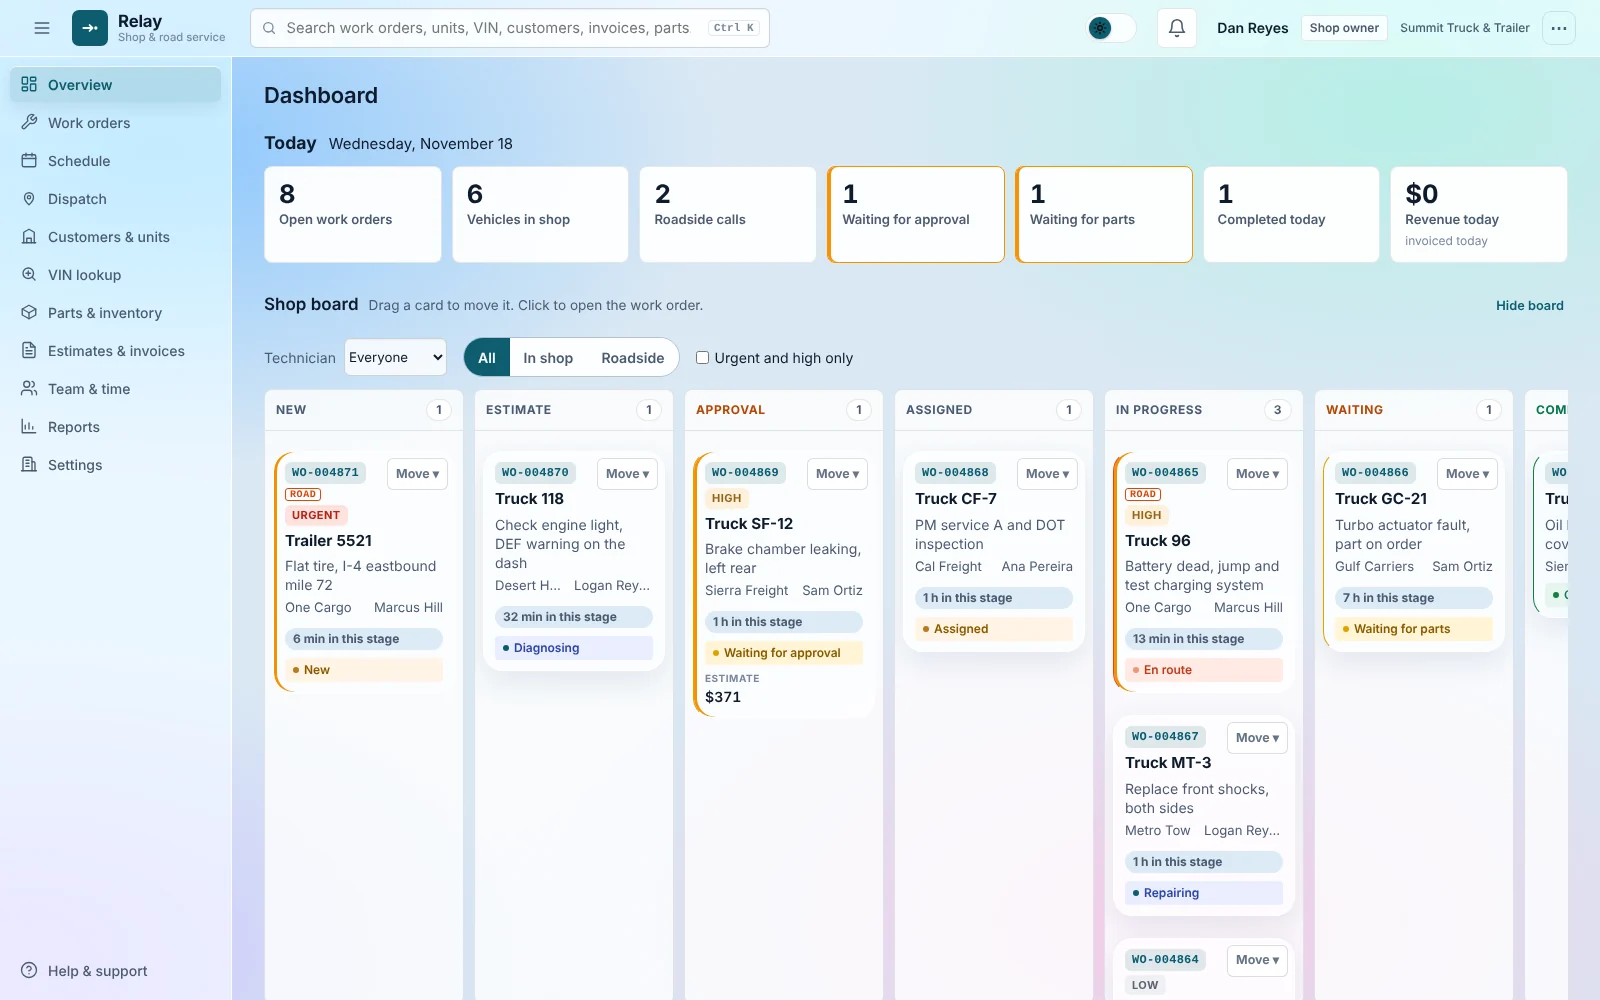 Relay
Shop & road service
Search work orders, units, VIN, customers, invoices, parts
Ctrl K
Dan Reyes
Shop owner
Summit Truck & Trailer
Overview
Work orders
Schedule
Dispatch
Customers & units
VIN lookup
Parts & inventory
Estimates & invoices
Team & time
Reports
Settings
Help & support
Dashboard
Today Wednesday, November 18
8
Open work orders
6
Vehicles in shop
2
Roadside calls
1
Waiting for approval
1
Waiting for parts
1
Completed today
$0
Revenue today
invoiced today
Shop board Drag a card to move it. Click to open the work order.
Hide board
Technician Everyone All In shop Roadside Urgent and high only
NEW 1
WO-004871 Move ▾
ROAD
URGENT
Trailer 5521
Flat tire, I-4 eastbound
mile 72
One Cargo Marcus Hill
6 min in this stage
New
ESTIMATE 1
WO-004870 Move ▾
Truck 118
Check engine light,
DEF warning on the
dash
Desert H... Logan Rey...
32 min in this stage
Diagnosing
APPROVAL 1
WO-004869 Move ▾
HIGH
Truck SF-12
Brake chamber leaking,
left rear
Sierra Freight Sam Ortiz
1 h in this stage
Waiting for approval
ESTIMATE
$371
ASSIGNED 1
WO-004868 Move ▾
Truck CF-7
PM service A and DOT
inspection
Cal Freight Ana Pereira
1 h in this stage
Assigned
IN PROGRESS 3
WO-004865 Move ▾
ROAD
HIGH
Truck 96
Battery dead, jump and
test charging system
One Cargo Marcus Hill
13 min in this stage
En route
WO-004867 Move ▾
Truck MT-3
Replace front shocks,
both sides
Metro Tow Logan Rey...
1 h in this stage
Repairing
WO-004864 Move ▾
LOW
WAITING 1
WO-004866 Move ▾
Truck GC-21
Turbo actuator fault,
part on order
Gulf Carriers Sam Ortiz
7 h in this stage
Waiting for parts
COM
WO
Tru
Oil
cov
Sier